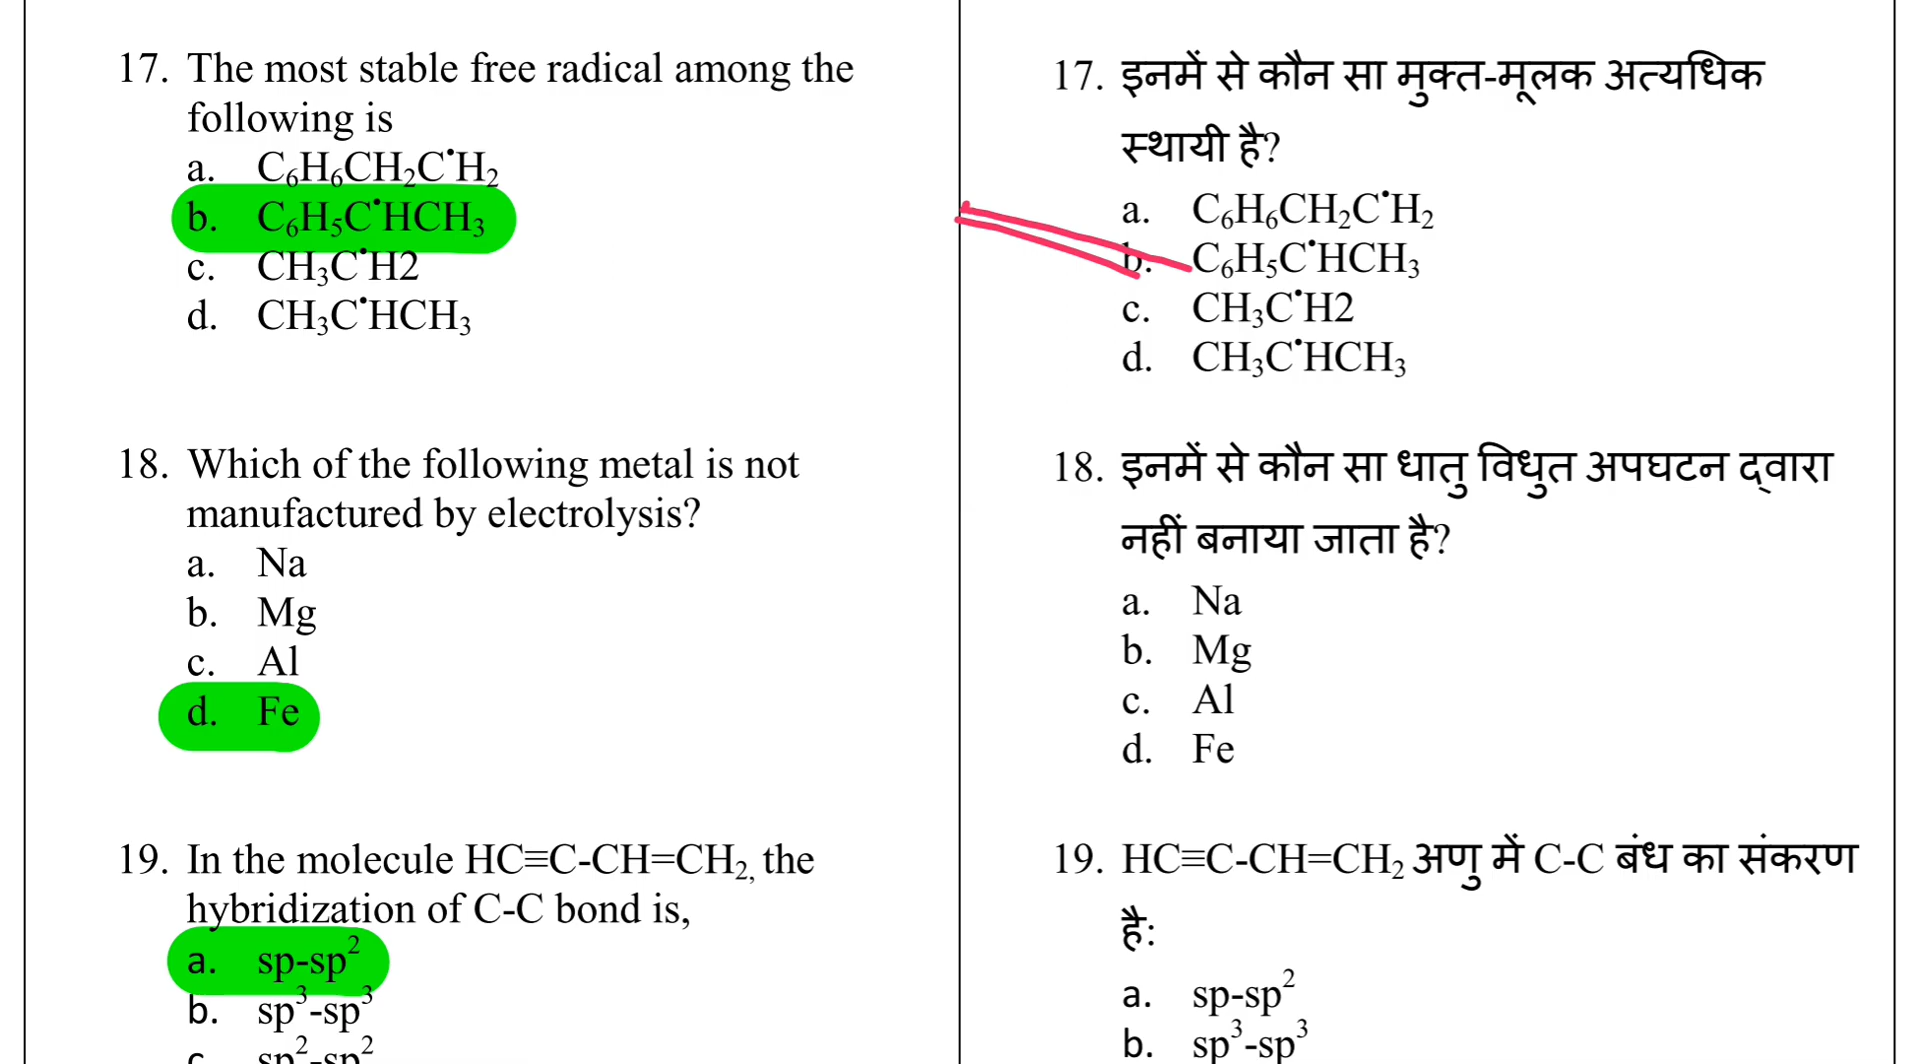 17. The most stable free radical among the
following is
a. C₆H₆CH₂C•H₂
b. C₆H₅C•HCH₃
c. CH₃C•H2
d. CH₃C•HCH₃
18. Which of the following metal is not
manufactured by electrolysis?
a. Na
b. Mg
c. Al
d. Fe
19. In the molecule HC≡C-CH=CH₂, the
hybridization of C-C bond is,
a. sp-sp²
b. sp³-sp³
c. sp²-sp²
17. इनमें से कौन सा मुक्त-मूलक अत्यधिक
स्थायी है?
a. C₆H₆CH₂C•H₂
b. C₆H₅C•HCH₃
c. CH₃C•H2
d. CH₃C•HCH₃
18. इनमें से कौन सा धातु विधुत अपघटन द्वारा
नहीं बनाया जाता है?
a. Na
b. Mg
c. Al
d. Fe
19. HC≡C-CH=CH₂ अणु में C-C बंध का संकरण
है:
a. sp-sp²
b. sp³-sp³